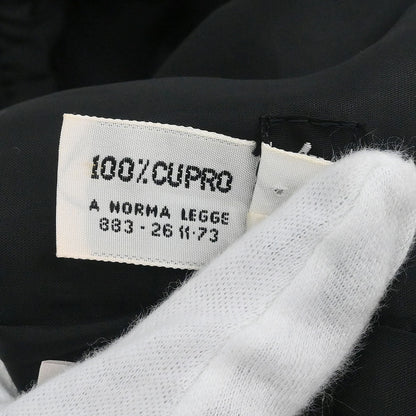 100% CUPRO
A NORMA LEGGE
883-26 11-73